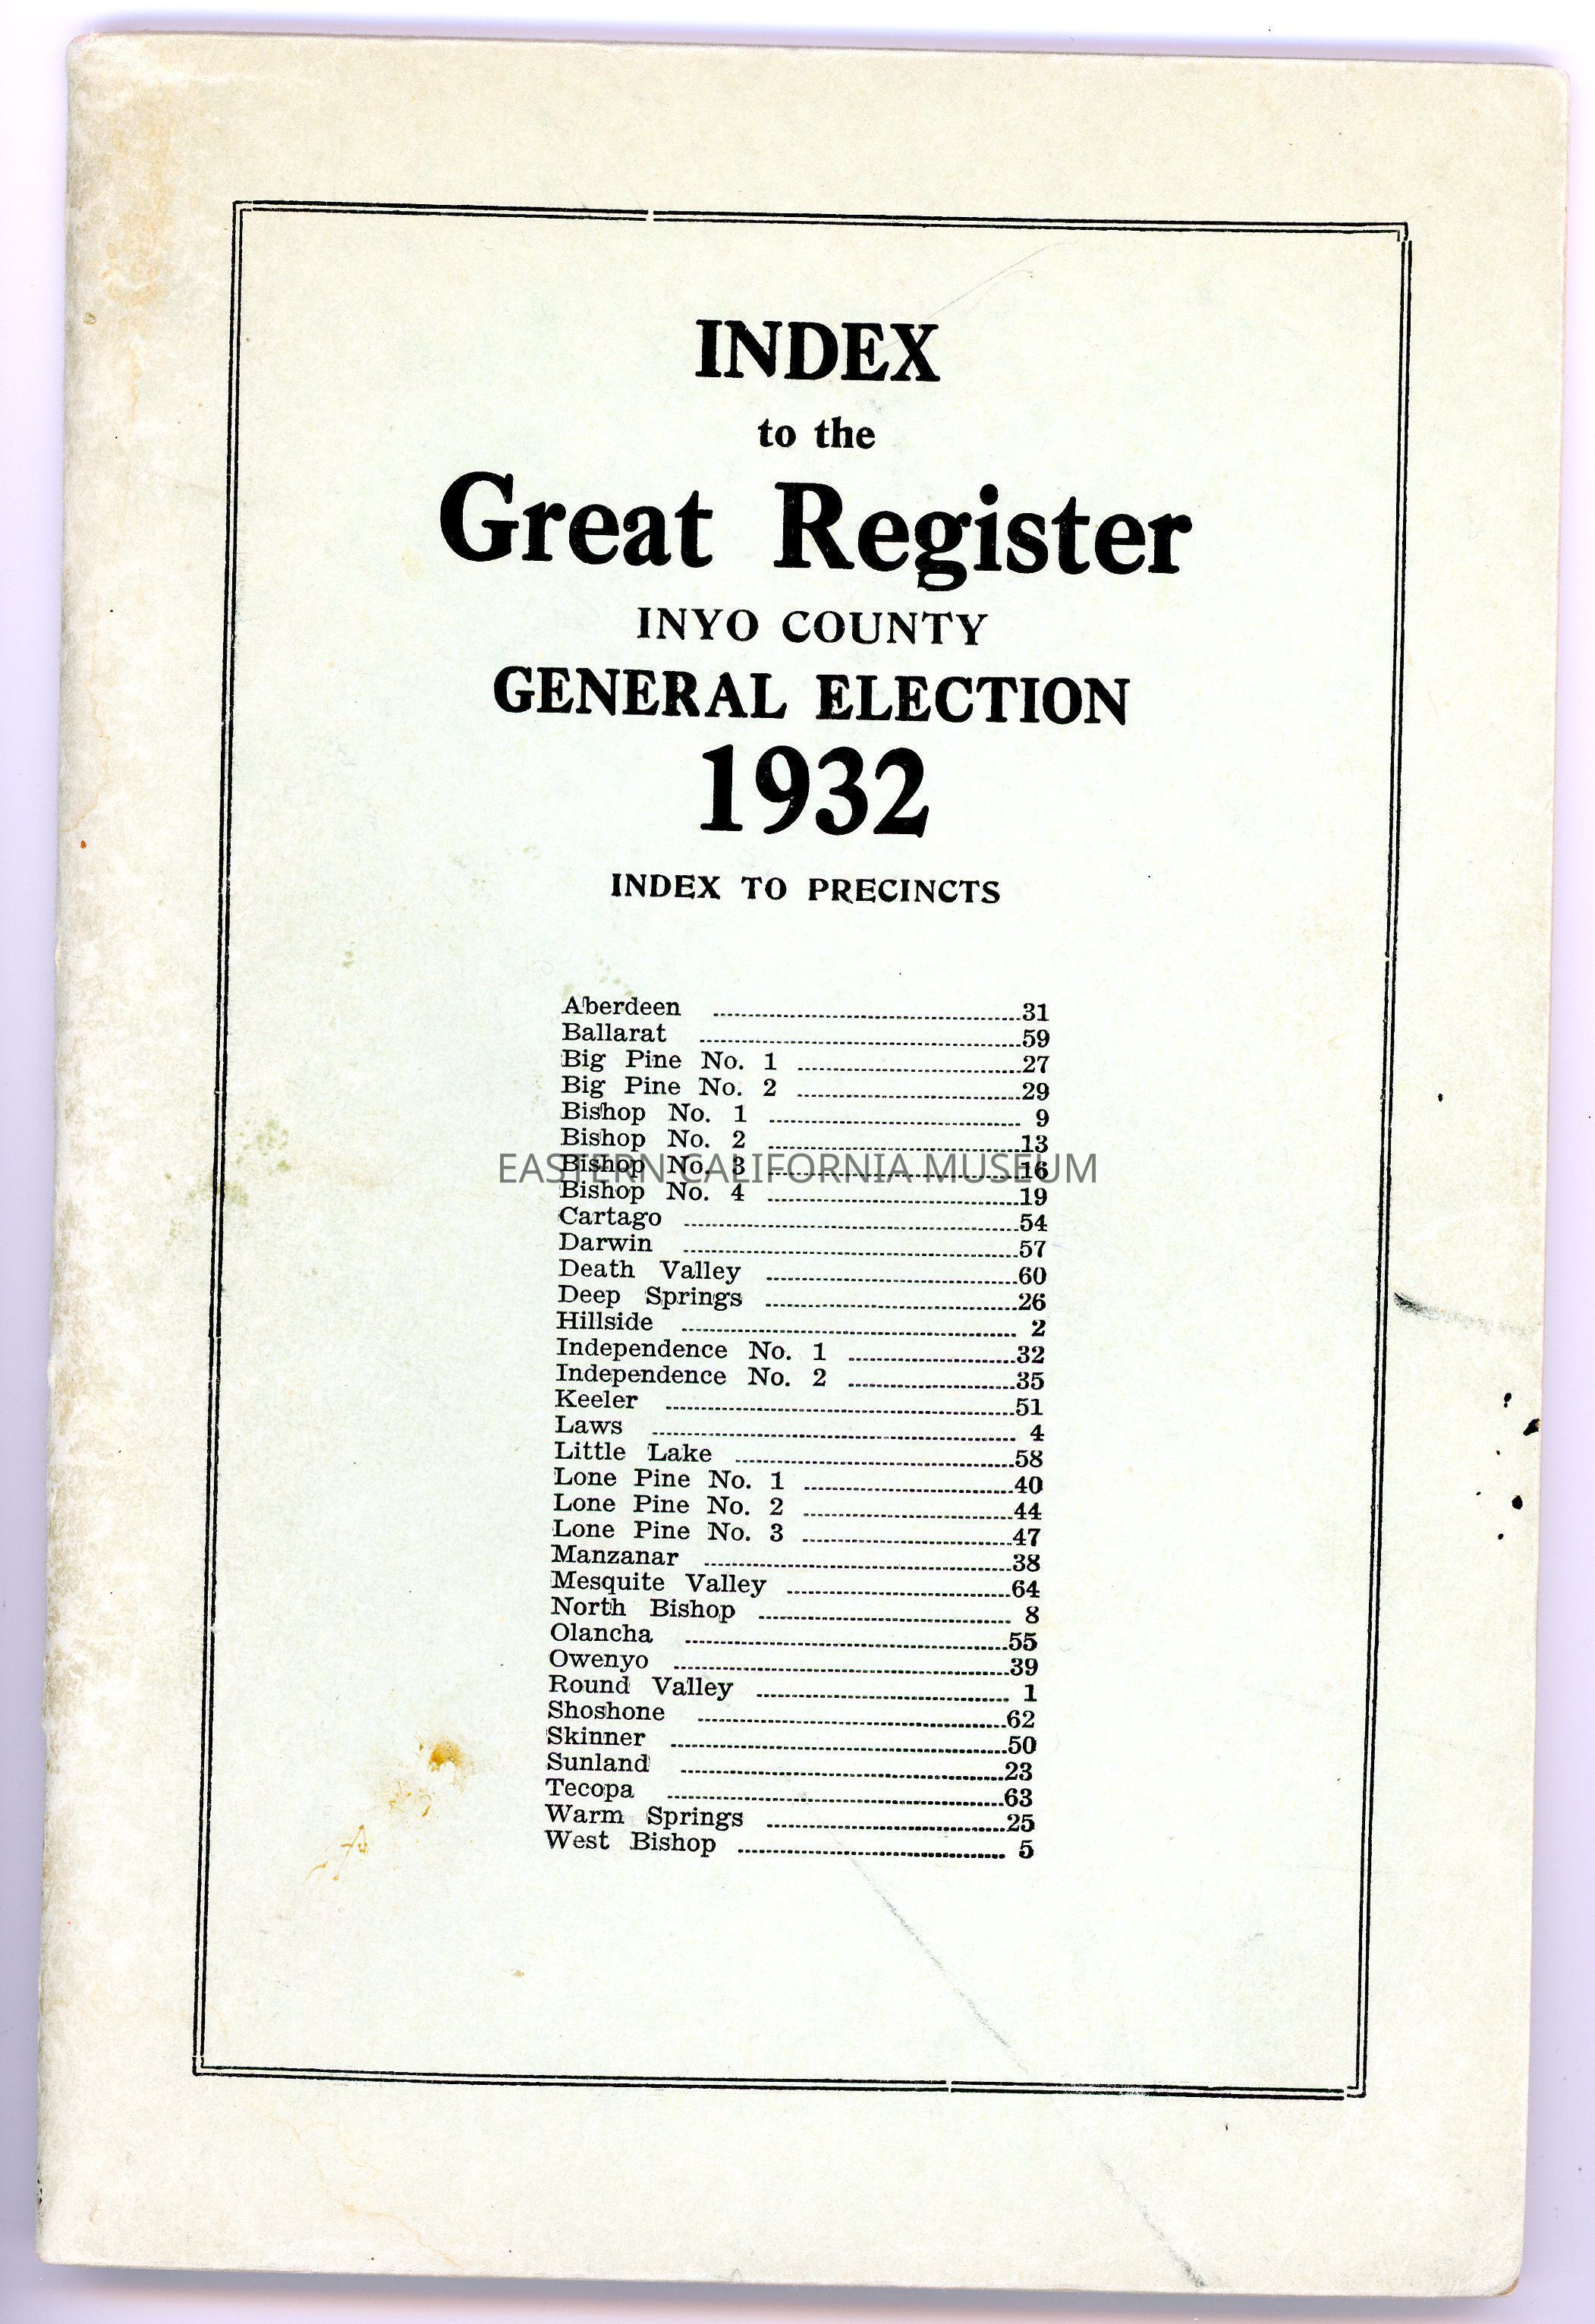 INDEX
to the
Great Register
INYO COUNTY
GENERAL ELECTION
1932
INDEX TO PRECINCTS
Aberdeen 31
Ballarat 59
Big Pine No. 1 27
Big Pine No. 2 29
Bishop No. 1 9
Bishop No. 2 13
Bishop No. 3 16
EASTERN CALIFORNIA MUSEUM
Bishop No. 4 19
Cartago 54
Darwin 57
Death Valley 60
Deep Springs 26
Hillside 2
Independence No. 1 32
Independence No. 2 35
Keeler 51
Laws 4
Little Lake 58
Lone Pine No. 1 40
Lone Pine No. 2 44
Lone Pine No. 3 47
Manzanar 38
Mesquite Valley 64
North Bishop 8
Olancha 55
Owenyo 39
Round Valley 1
Shoshone 62
Skinner 50
Sunland 23
Tecopa 63
Warm Springs 25
West Bishop 5